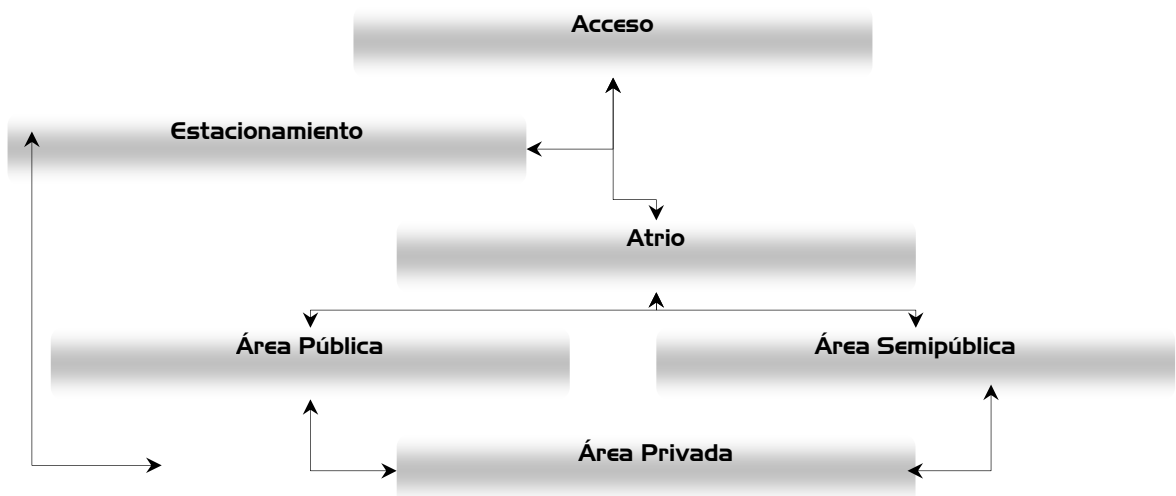 Acceso
Estacionamiento
Atrio
Área Pública
Área Semipública
Área Privada